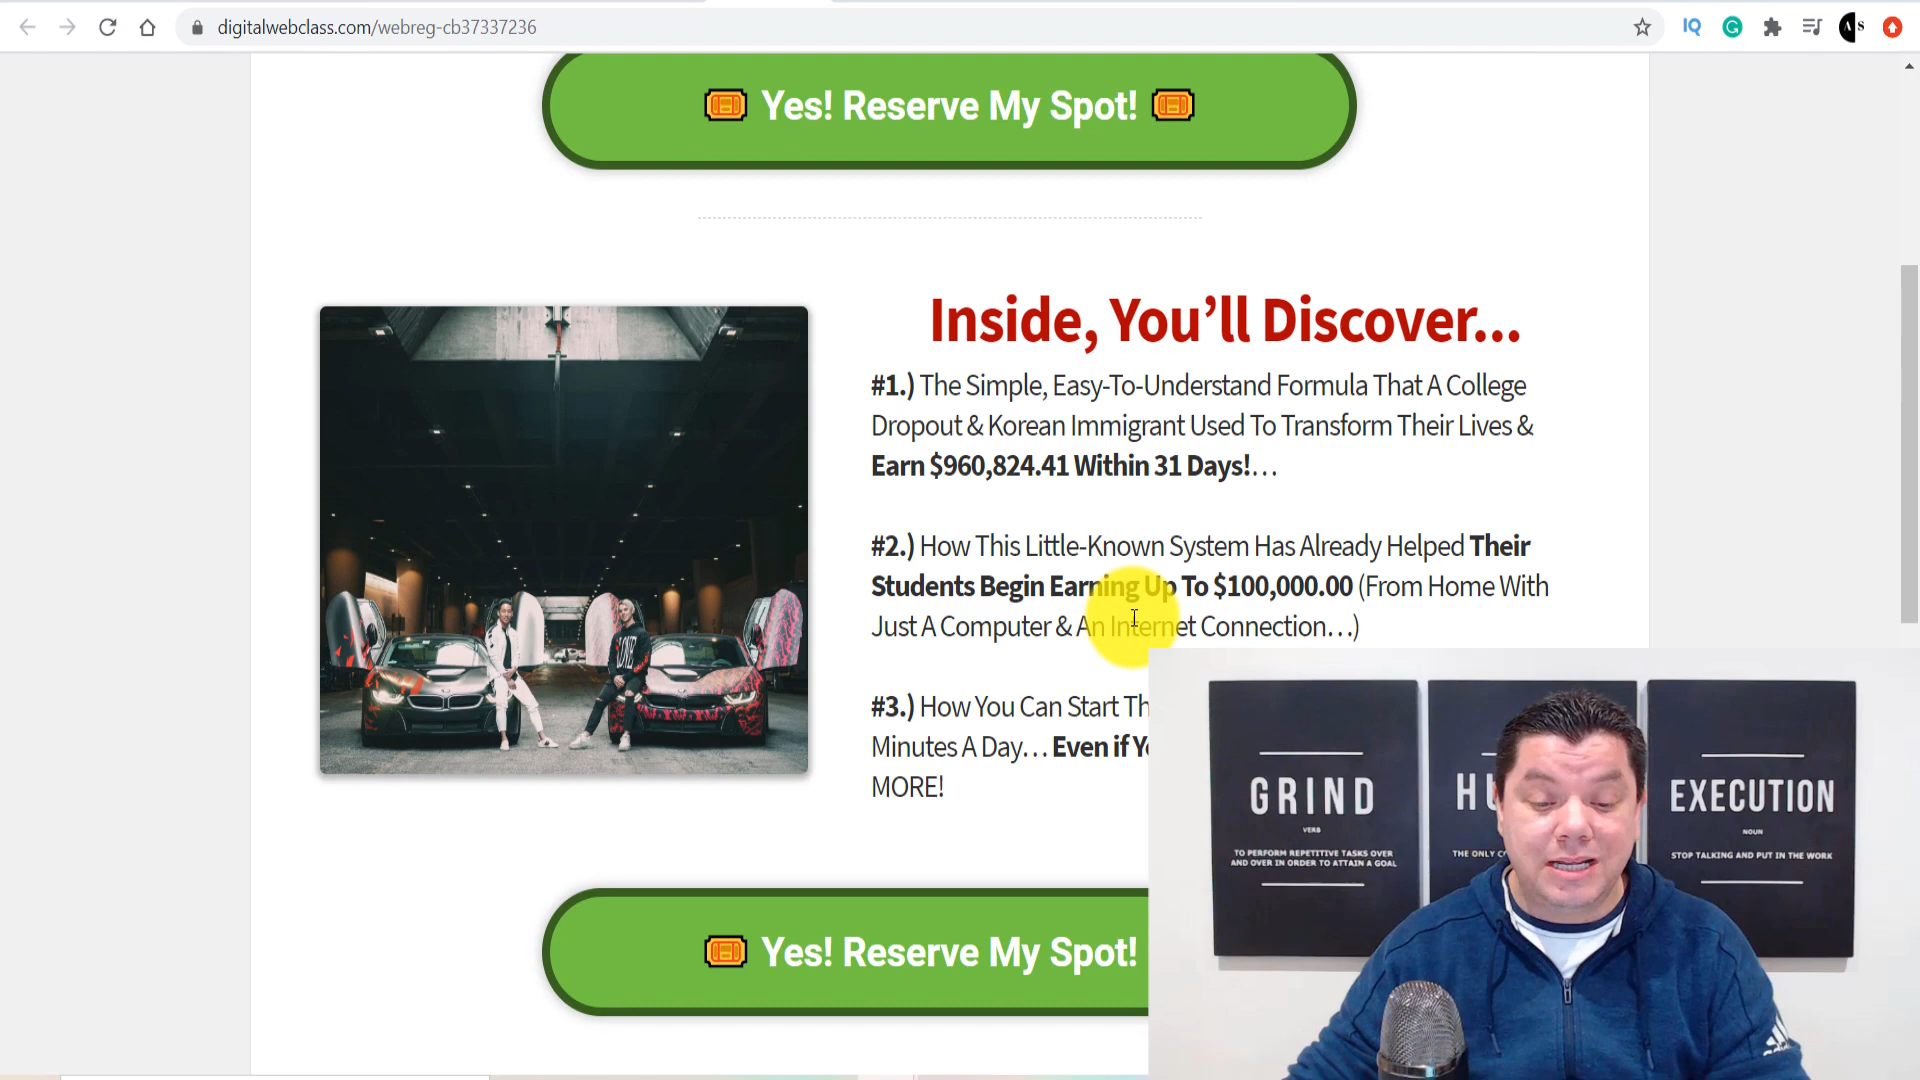 digitalwebclass.com/webreg-cb37337236
IQ
Yes! Reserve My Spot!
Inside, You’ll Discover...
#1.) The Simple, Easy-To-Understand Formula That A College
Dropout & Korean Immigrant Used To Transform Their Lives &
Earn $960,824.41 Within 31 Days!…
#2.) How This Little-Known System Has Already Helped Their
Students Begin Earning Up To $100,000.00 (From Home With
Just A Computer & An Internet Connection…)
#3.) How You Can Start Th
Minutes A Day… Even if Yo
MORE!
Yes! Reserve My Spot!
GRIND
VERB
TO PERFORM REPETITIVE TASKS OVER
AND OVER IN ORDER TO ATTAIN A GOAL
HU
THE ONLY
EXECUTION
NOUN
STOP TALKING AND PUT IN THE WORK
adidas